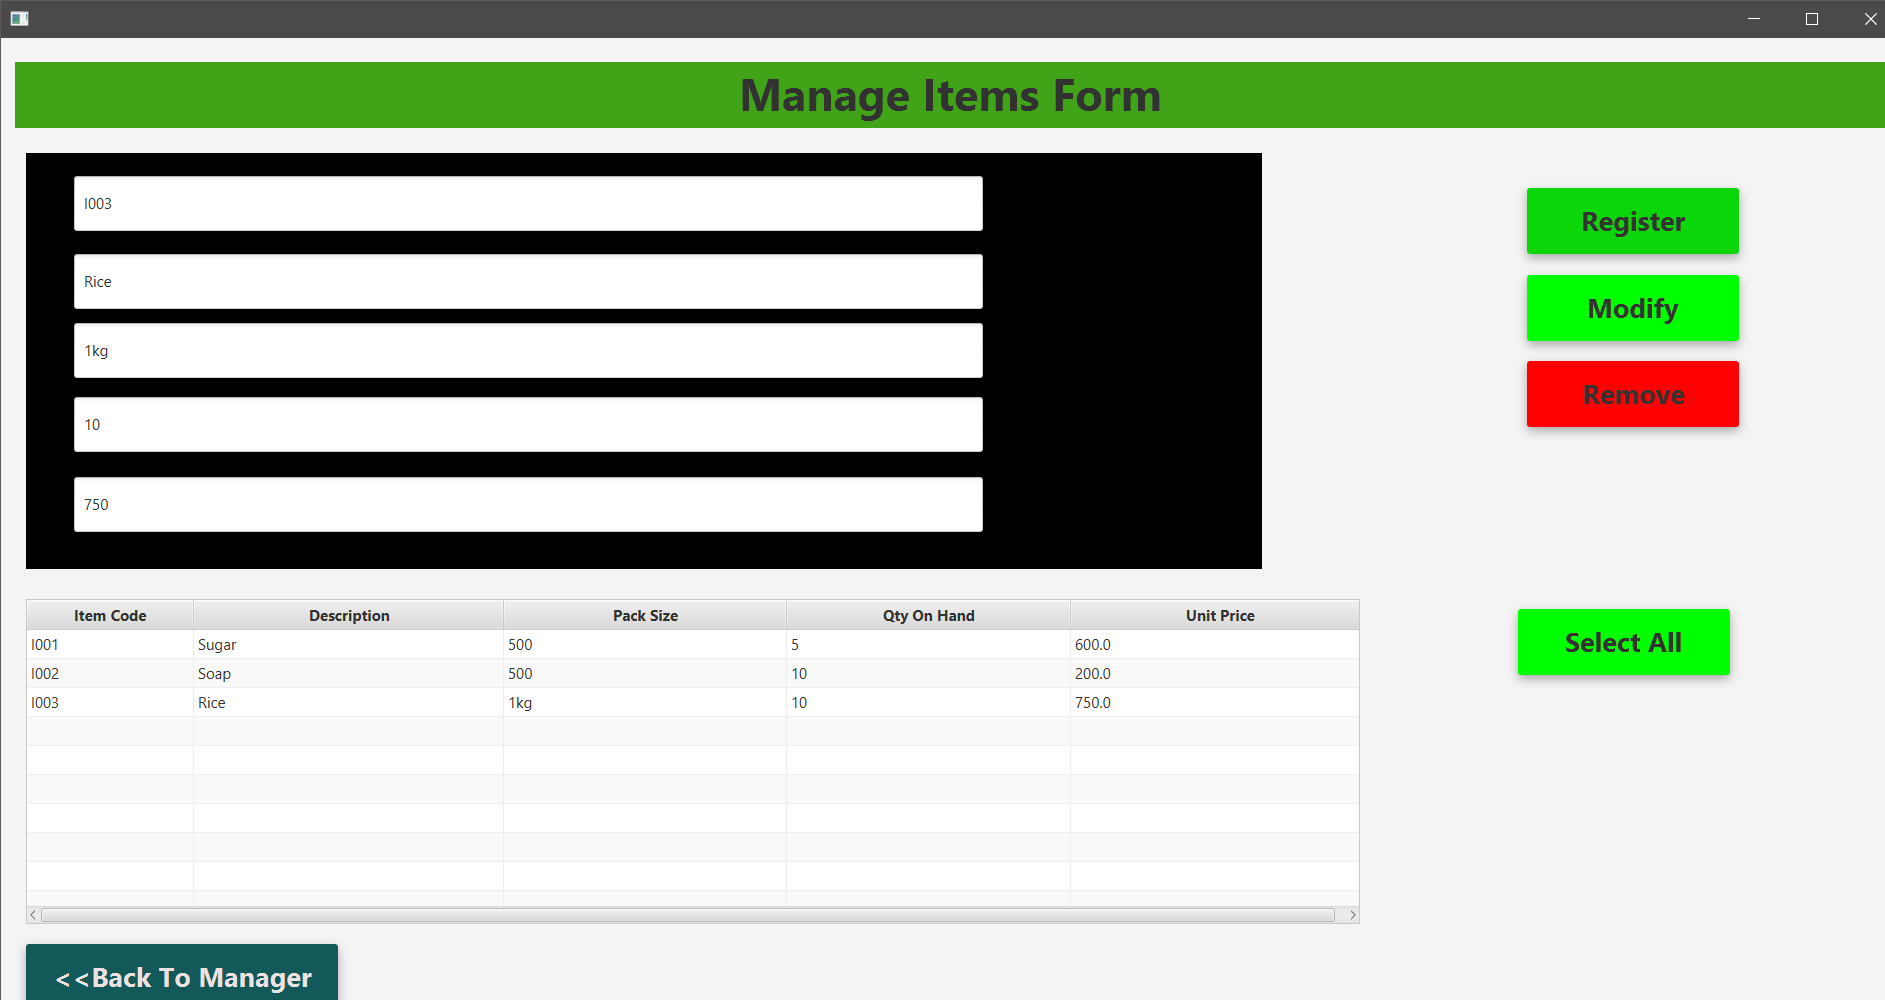 Manage Items Form
I003
Rice
1kg
10
750
Register
Modify
Remove
Item Code Description Pack Size Qty On Hand Unit Price
I001 Sugar 500 5 600.0
I002 Soap 500 10 200.0
I003 Rice 1kg 10 750.0
Select All
<<Back To Manager